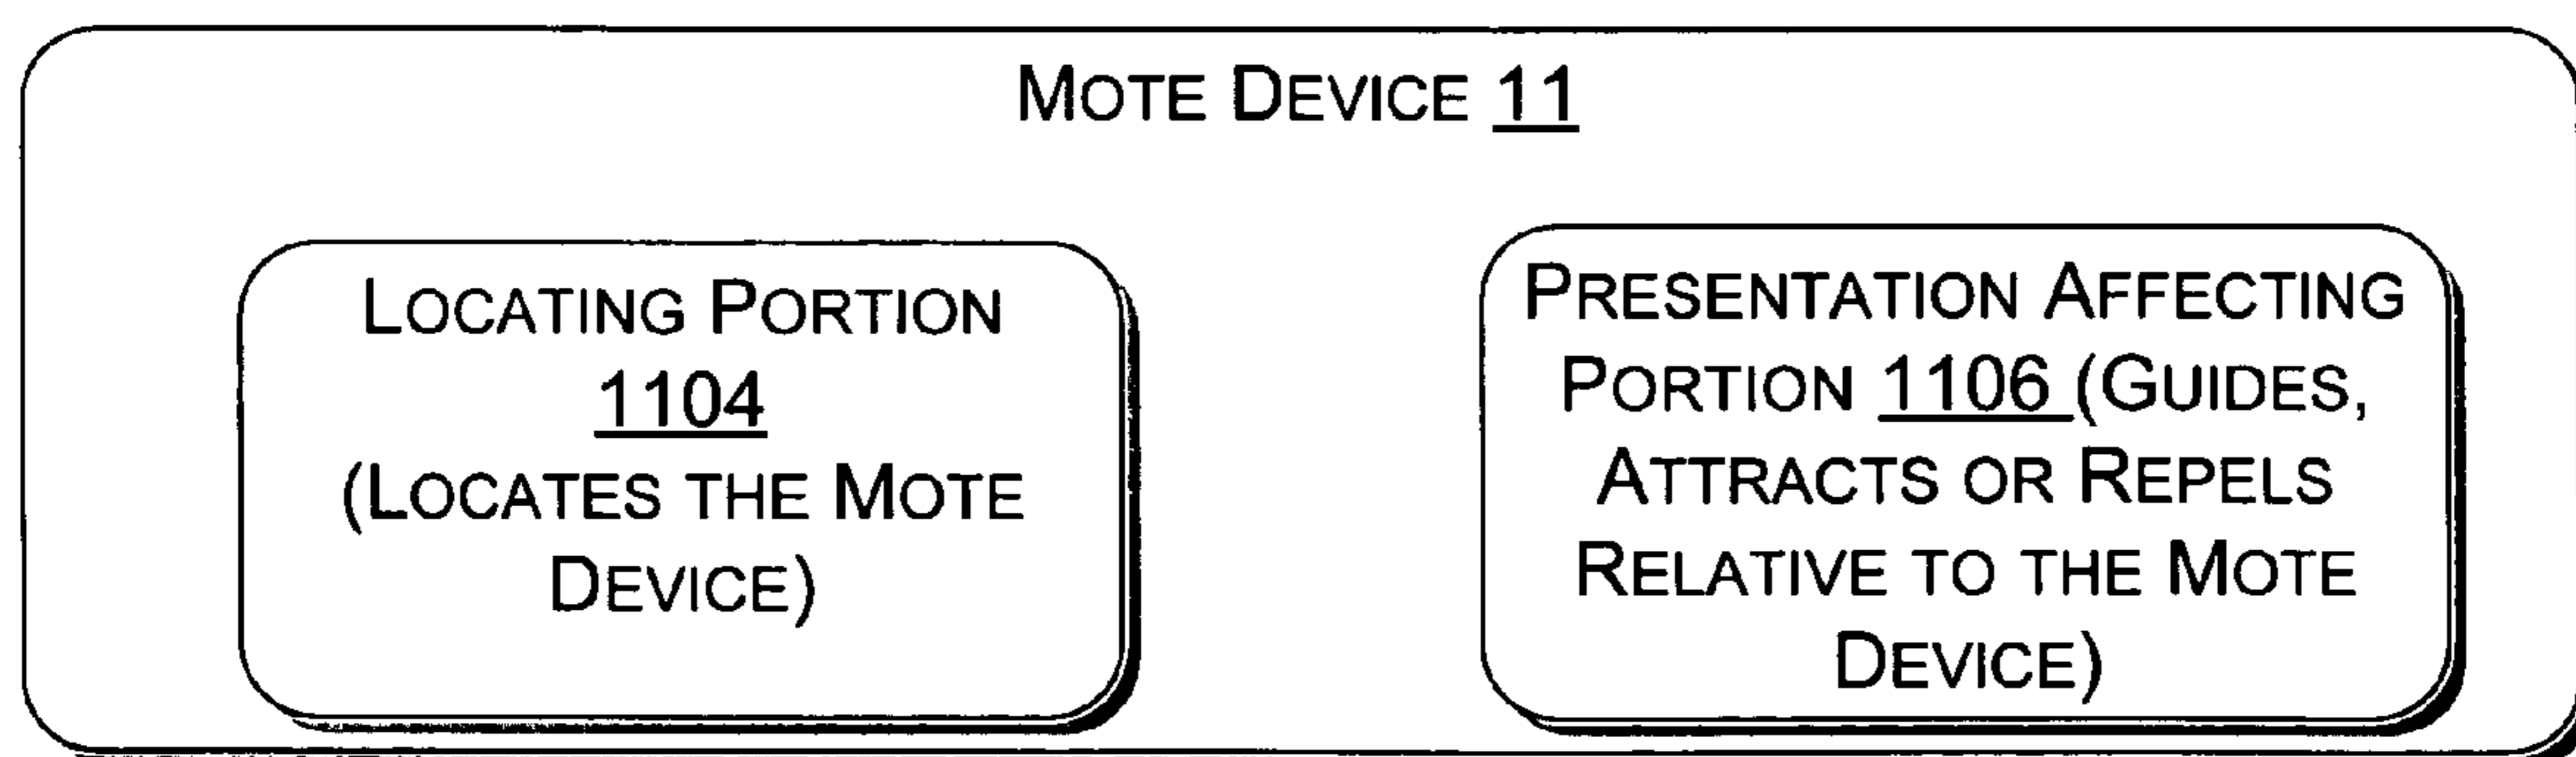 MOTE DEVICE 11
LOCATING PORTION
1104
(LOCATES THE MOTE
DEVICE)
PRESENTATION AFFECTING
PORTION 1106 (GUIDES,
ATTRACTS OR REPELS
RELATIVE TO THE MOTE
DEVICE)